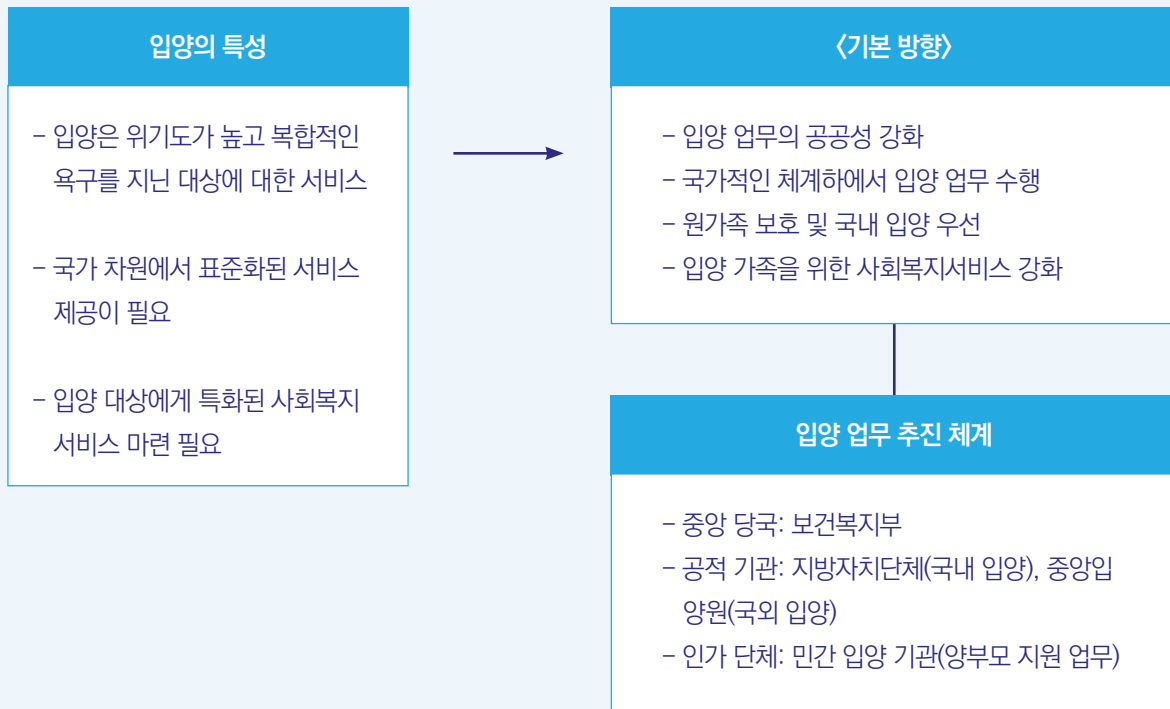 입양의 특성
– 입양은 위기도가 높고 복합적인
욕구를 지닌 대상에 대한 서비스
– 국가 차원에서 표준화된 서비스
제공이 필요
– 입양 대상에게 특화된 사회복지
서비스 마련 필요
〈기본 방향〉
– 입양 업무의 공공성 강화
– 국가적인 체계하에서 입양 업무 수행
– 원가족 보호 및 국내 입양 우선
– 입양 가족을 위한 사회복지서비스 강화
입양 업무 추진 체계
– 중앙 당국: 보건복지부
– 공적 기관: 지방자치단체(국내 입양), 중앙입
양원(국외 입양)
– 인가 단체: 민간 입양 기관(양부모 지원 업무)